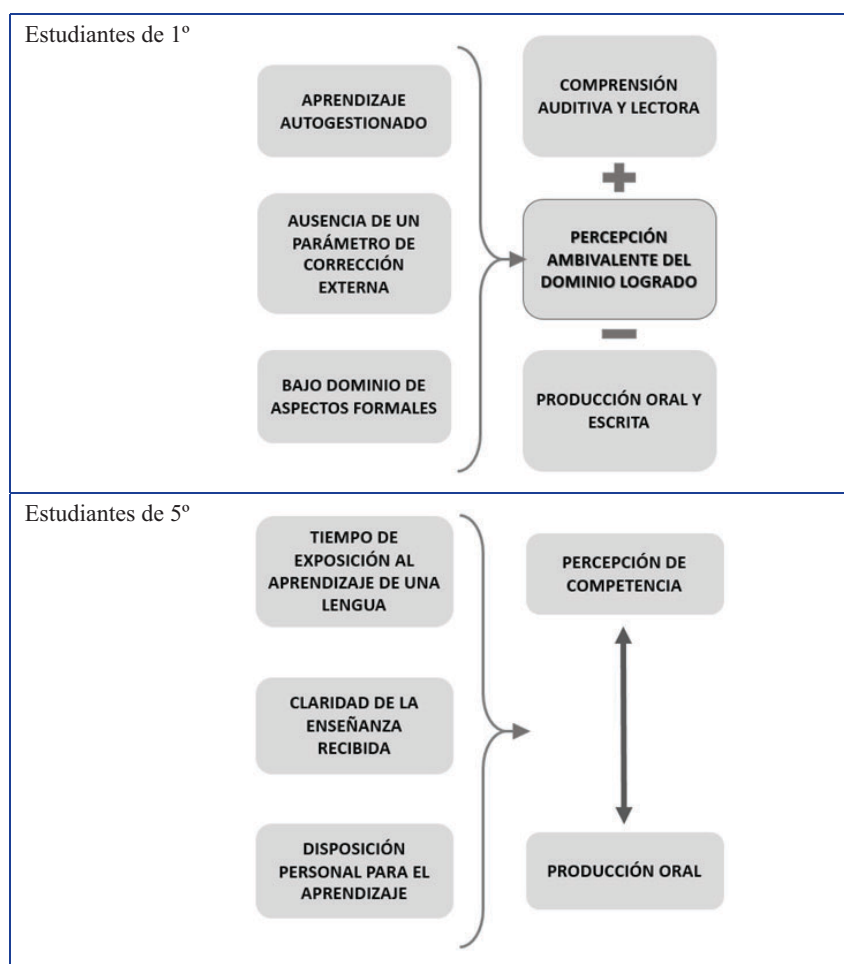 Estudiantes de 1º
APRENDIZAJE
AUTOGESTIONADO
AUSENCIA DE UN
PARÁMETRO DE
CORRECCIÓN
EXTERNA
BAJO DOMINIO DE
ASPECTOS FORMALES
COMPRENSIÓN
AUDITIVA Y LECTORA
PERCEPCIÓN
AMBIVALENTE DEL
DOMINIO LOGRADO
PRODUCCIÓN ORAL Y
ESCRITA
Estudiantes de 5º
TIEMPO DE
EXPOSICIÓN AL
APRENDIZAJE DE UNA
LENGUA
CLARIDAD DE LA
ENSEÑANZA
RECIBIDA
DISPOSICIÓN
PERSONAL PARA EL
APRENDIZAJE
PERCEPCIÓN DE
COMPETENCIA
PRODUCCIÓN ORAL